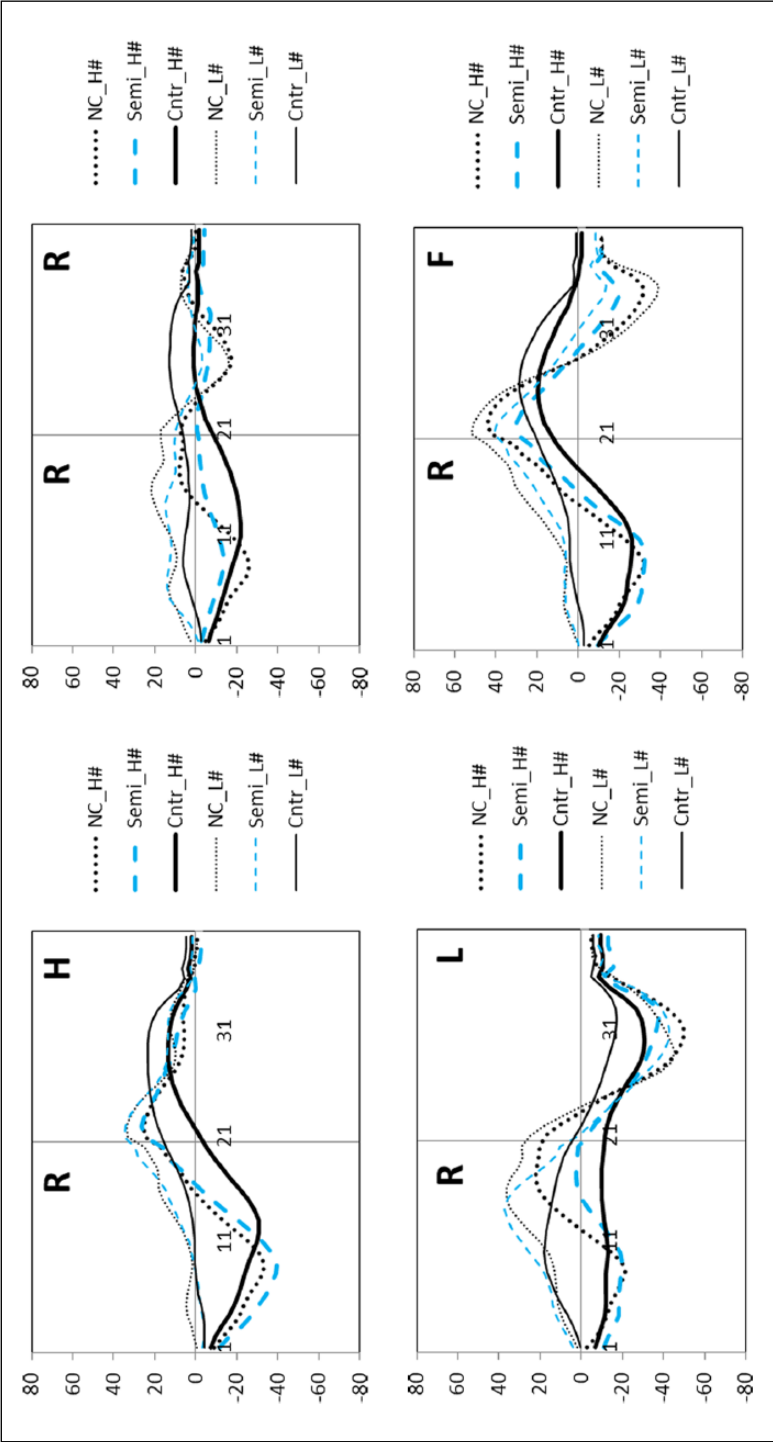 R H
80
60
40
20
0
-20
-40
-60
-80
1 11 21 31
NC_H#
Semi_H#
Cntr_H#
NC_L#
Semi_L#
Cntr_L#
R R
80
60
40
20
0
-20
-40
-60
-80
1 11 21 31
NC_H#
Semi_H#
Cntr_H#
NC_L#
Semi_L#
Cntr_L#
R L
80
60
40
20
0
-20
-40
-60
-80
1 11 21 31
NC_H#
Semi_H#
Cntr_H#
NC_L#
Semi_L#
Cntr_L#
R F
80
60
40
20
0
-20
-40
-60
-80
1 11 21 31
NC_H#
Semi_H#
Cntr_H#
NC_L#
Semi_L#
Cntr_L#